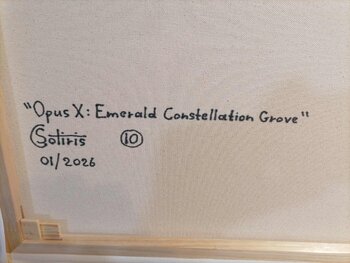 "Opus X: Emerald Constellation Grove"
Sotiris 10
01/2026